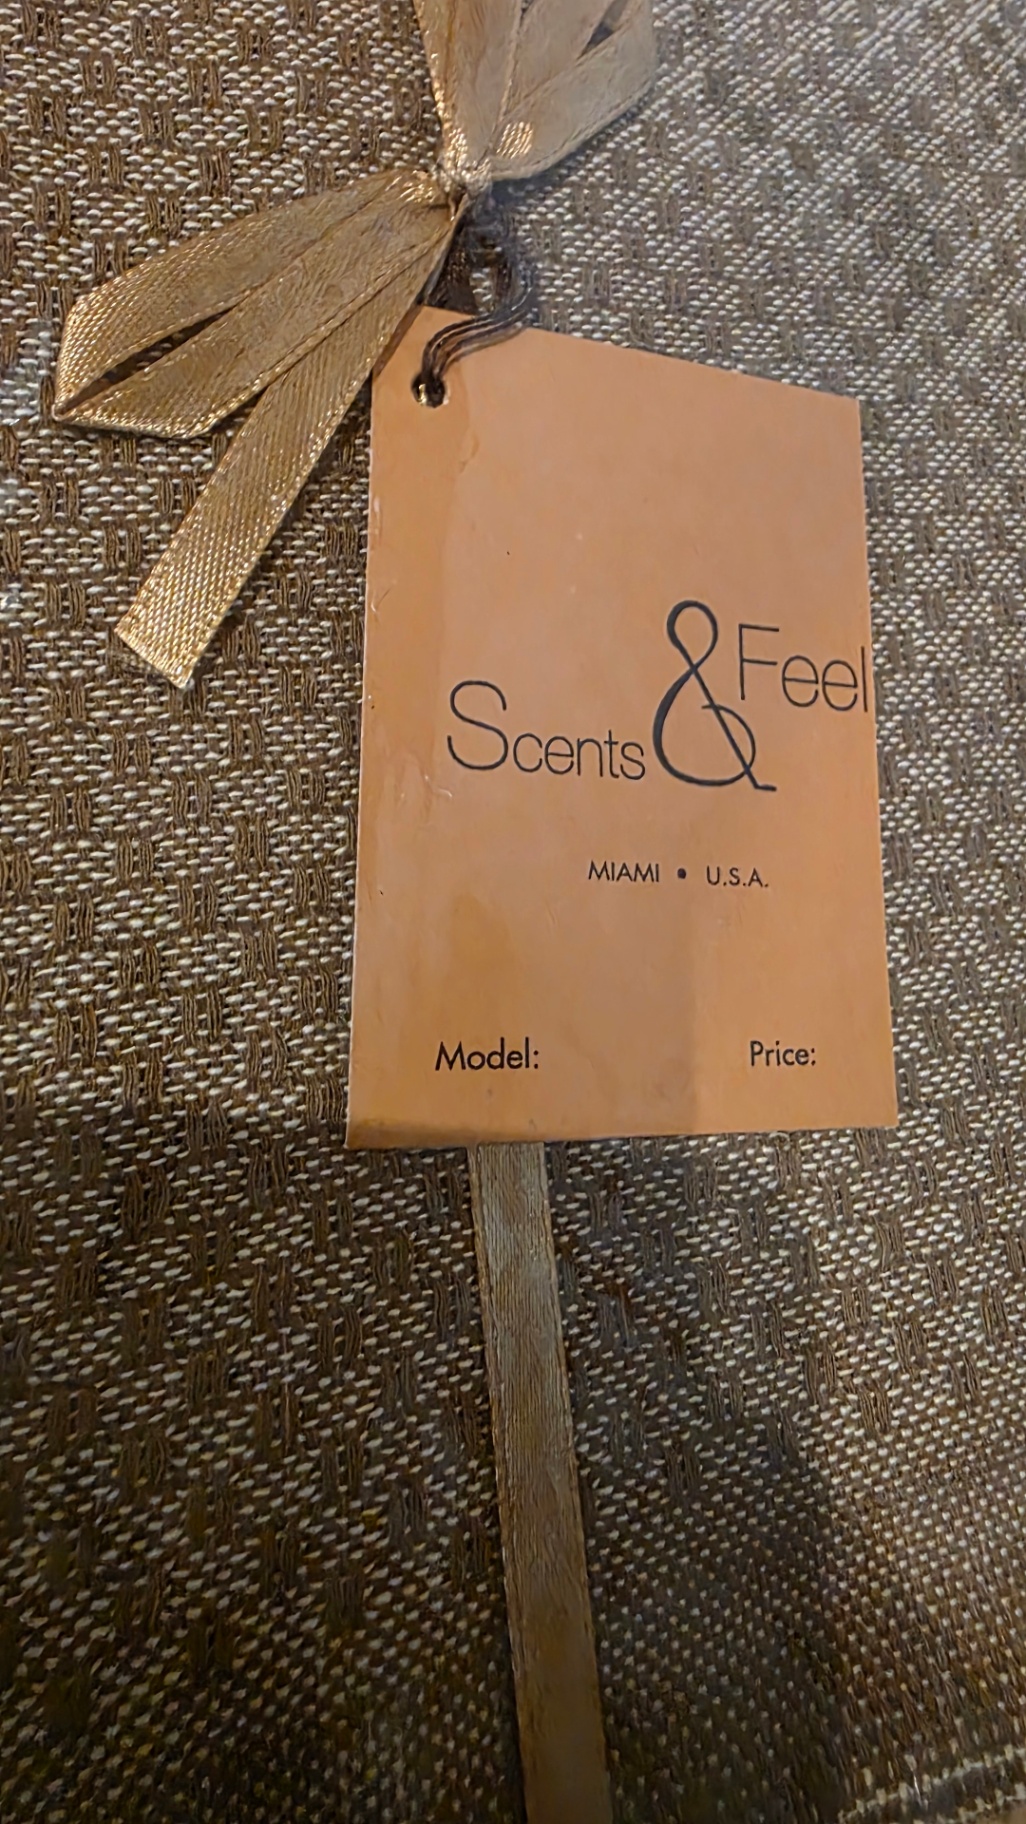 Scents & Feel
MIAMI • U.S.A.
Model: Price: